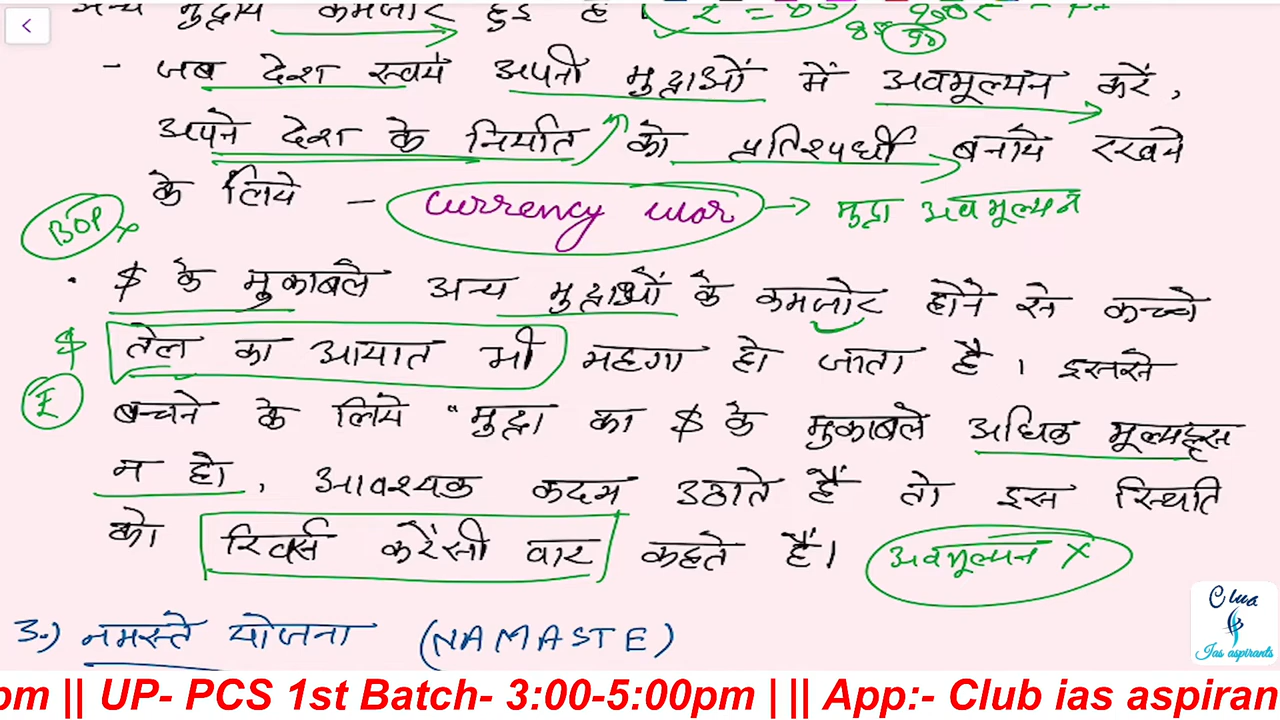 अन्य मुद्रायें कमजोर हुई हैं
- जब देश स्वयं अपनी मुद्राओं में अवमूल्यन करें,
अपने देश के निर्यात को प्रतिस्पर्धी बनाये रखने
के लिये - Currency war → मुद्रा अवमूल्यन
BOP
• $ के मुकाबले अन्य मुद्राओं के कमजोर होने से कच्चे
$ तेल का आयात भी महगा हो जाता है । इससे
बचने के लिये "मुद्रा का $ के मुकाबले अधिक मूल्यह्रास
न हो, आवश्यक कदम उठाते हैं तो इस स्थिति
को रिवर्स करेंसी वार कहते हैं। अवमूल्यन X
3.) नमस्ते योजना (NAMASTE)
Club
Ias aspirants
pm || UP- PCS 1st Batch- 3:00-5:00pm | || App:- Club ias aspiran